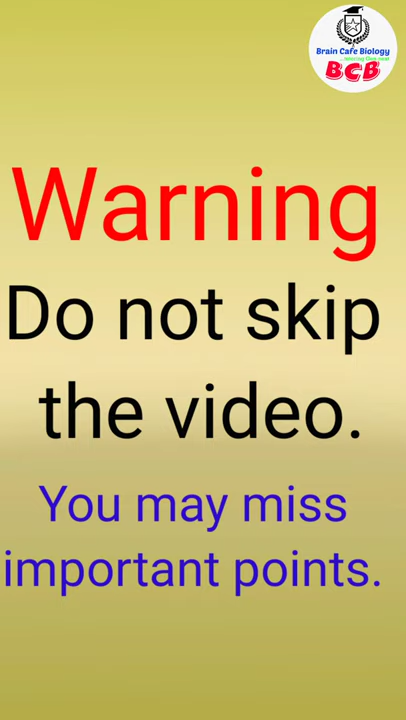 Brain Cafe Biology
BCB
Warning
Do not skip
the video.
You may miss
important points.